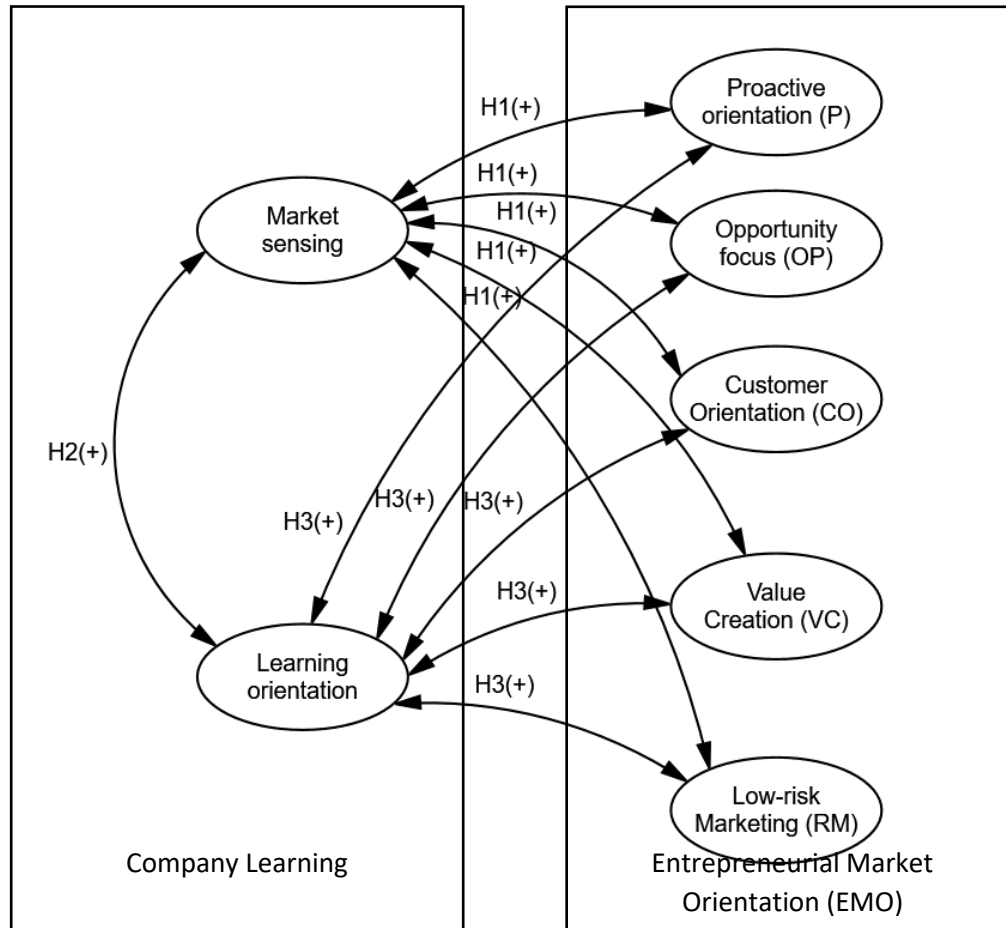 Proactive
orientation (P)
H1(+)
H1(+)
Market
sensing
H1(+)
Opportunity
focus (OP)
H1(+)
H1(+)
Customer
Orientation (CO)
H2(+)
H3(+)
H3(+)
H3(+)
Value
Creation (VC)
H3(+)
Learning
orientation
H3(+)
Low-risk
Marketing (RM)
Company Learning
Entrepreneurial Market
Orientation (EMO)